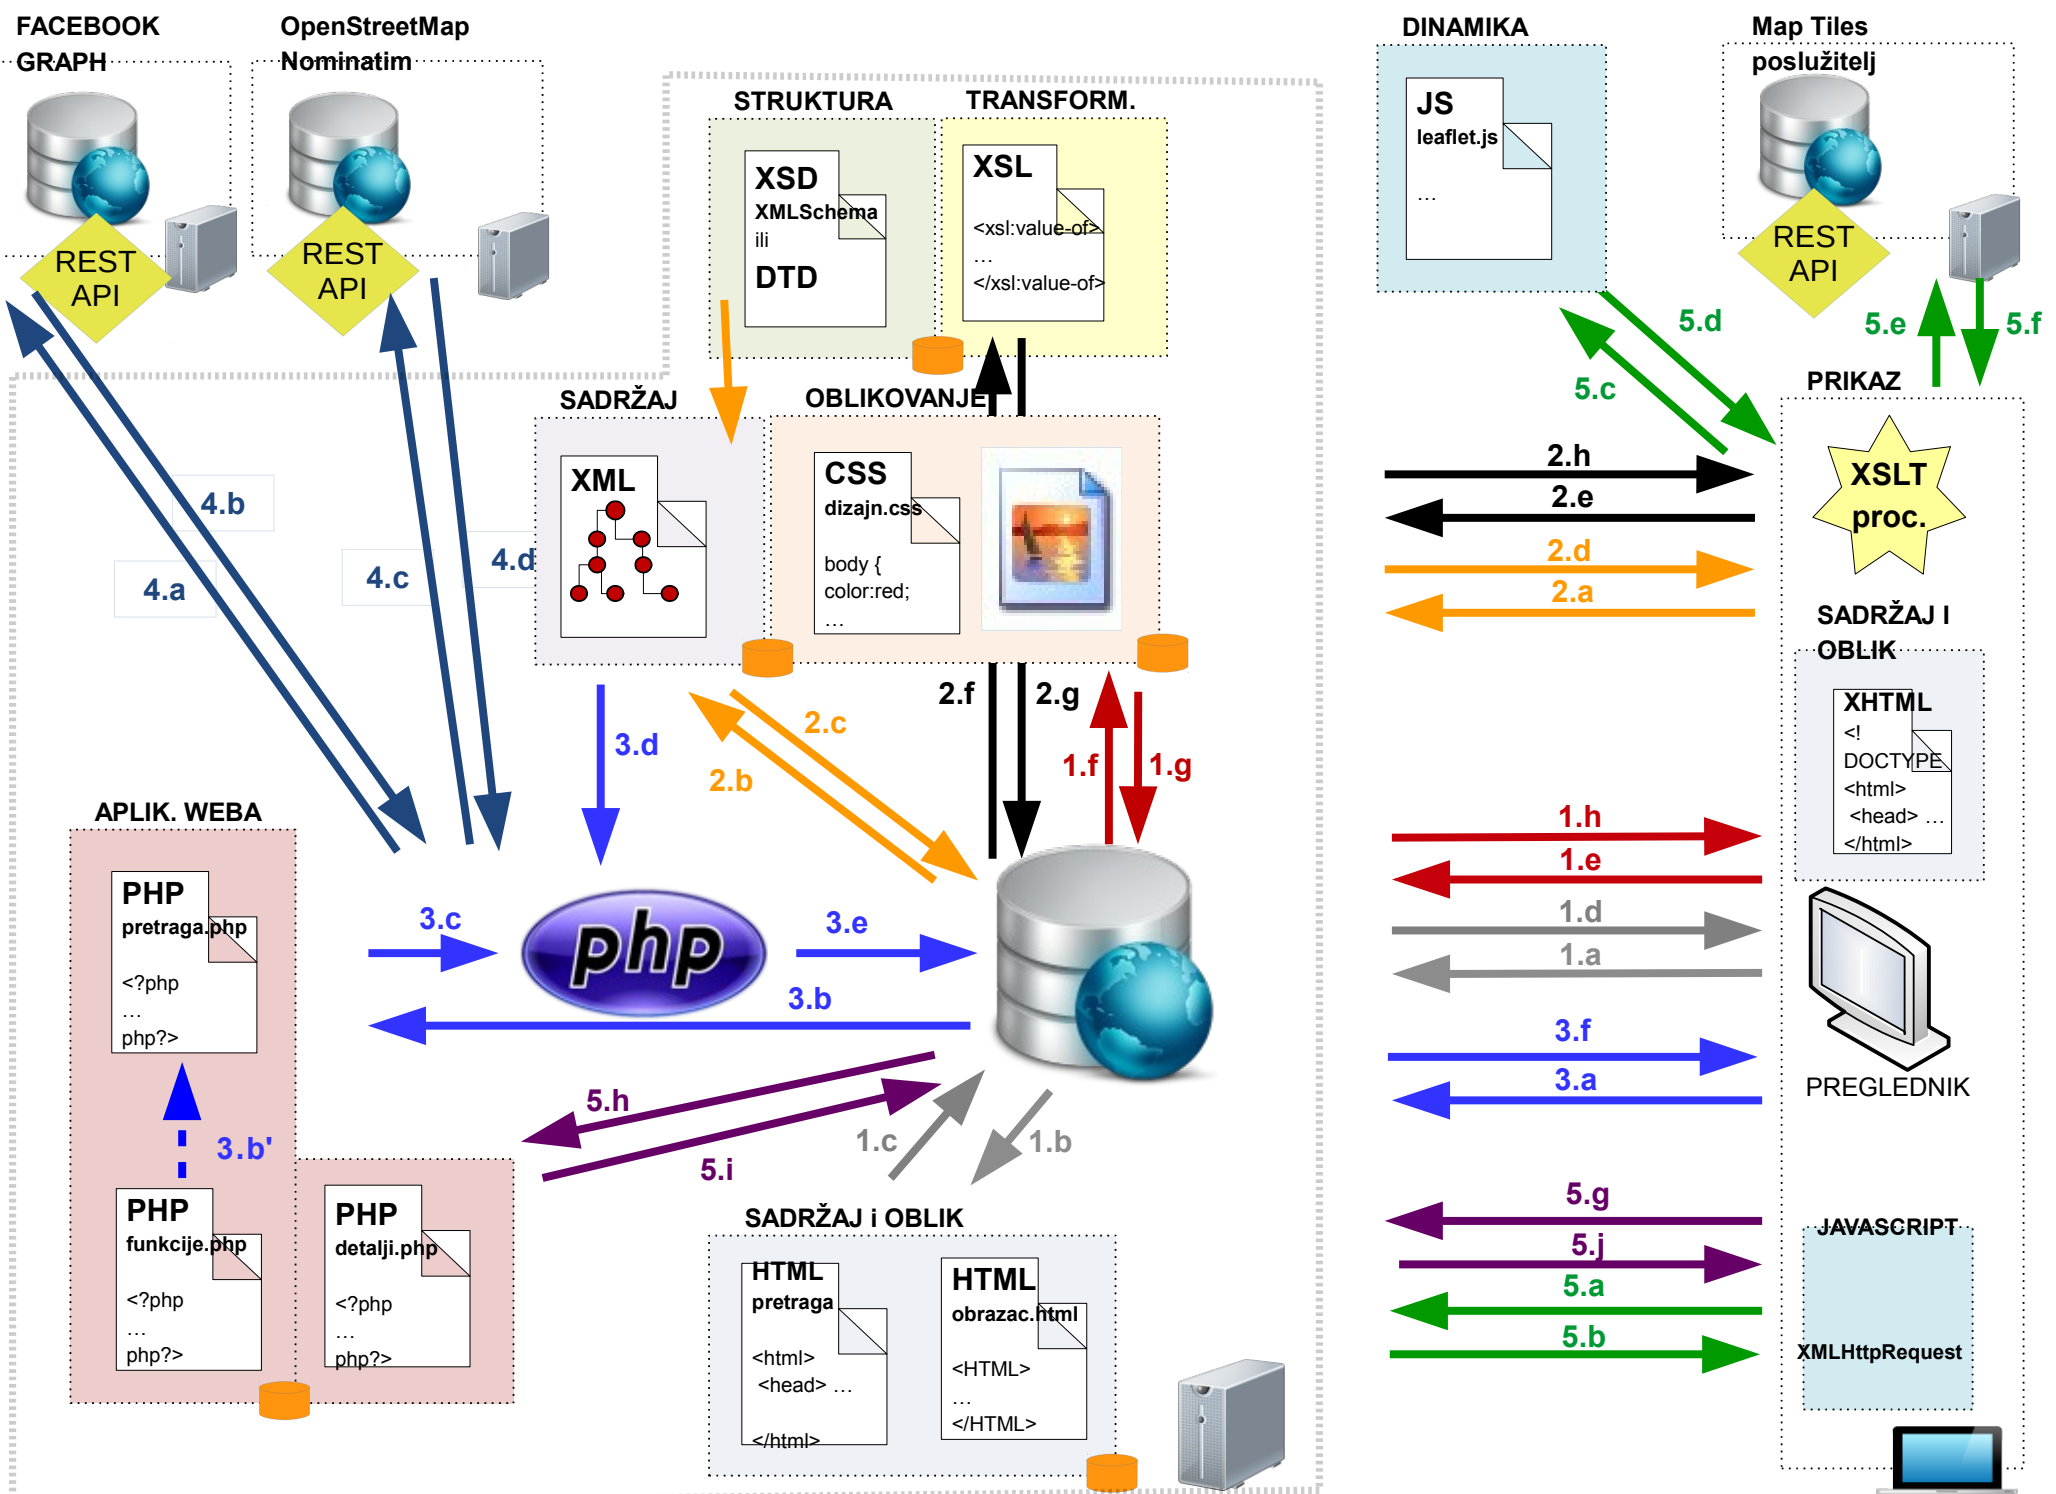 FACEBOOK
GRAPH
OpenStreetMap
Nominatim
REST
API
REST
API
STRUKTURA
XSD
XMLSchema
ili
DTD
TRANSFORM.
XSL
<xsl:value-of>
…
</xsl:value-of>
DINAMIKA
JS
leaflet.js
…
Map Tiles
poslužitelj
REST
API
5.d
5.c
5.e
5.f
SADRŽAJ
XML
OBLIKOVANJE
CSS
dizajn.css
body {
color:red;
…
4.b
4.a
4.c
4.d
2.h
2.e
2.d
2.a
PRIKAZ
XSLT
proc.
SADRŽAJ I
OBLIK
XHTML
<!
DOCTYPE
<html>
<head> …
</html>
3.d
2.c
2.b
2.f
2.g
1.f
1.g
APLIK. WEBA
PHP
pretraga.php
<?php
…
php?>
3.c
php
3.e
3.b
3.b'
1.h
1.e
1.d
1.a
3.f
3.a
PREGLEDNIK
5.h
5.i
1.c
1.b
PHP
funkcije.php
<?php
…
php?>
PHP
detalji.php
<?php
…
php?>
SADRŽAJ i OBLIK
HTML
pretraga
<html>
<head> …
</html>
HTML
obrazac.html
<HTML>
…
</HTML>
5.g
5.j
5.a
5.b
JAVASCRIPT
XMLHttpRequest